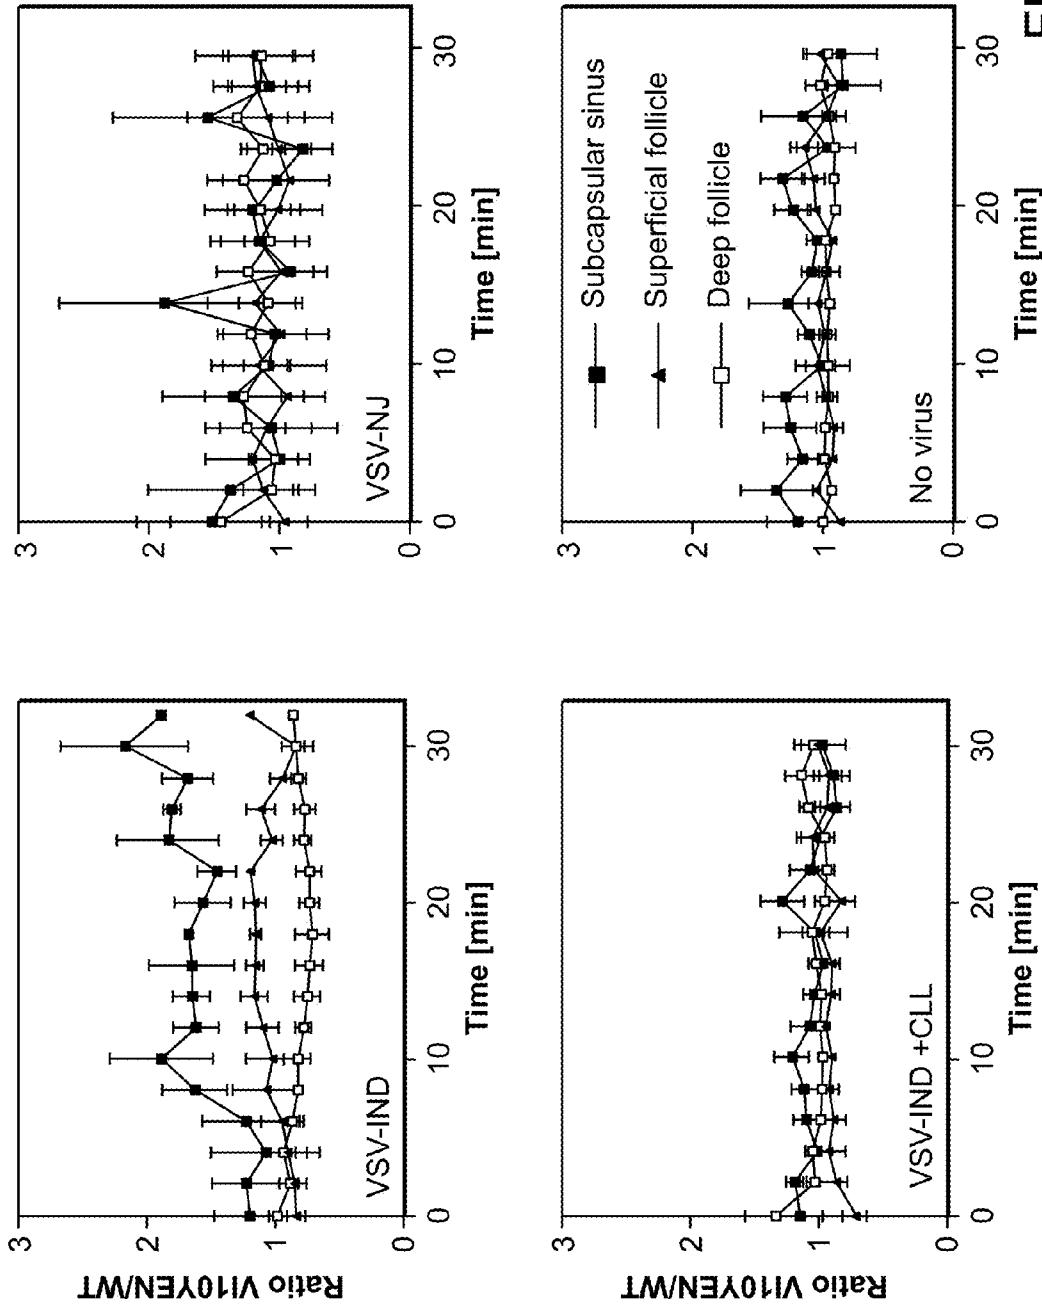 Ratio VI10YEN/WT
3
2
1
0
VSV-IND
0
10
20
30
Time [min]
3
2
1
0
VSV-NJ
0
10
20
30
Time [min]
Ratio VI10YEN/WT
3
2
1
0
VSV-IND +CLL
0
10
20
30
Time [min]
3
2
1
0
Subcapsular sinus
Superficial follicle
Deep follicle
No virus
0
10
20
30
Time [min]